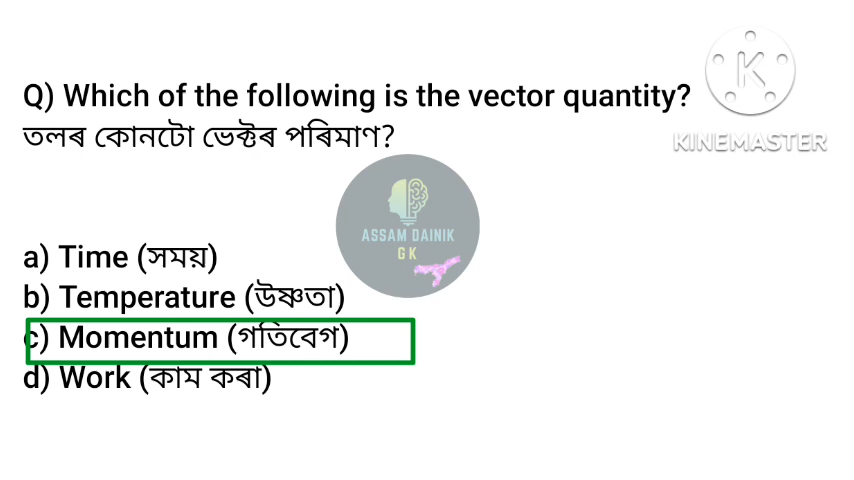 Q) Which of the following is the vector quantity?
তলৰ কোনটো ভেক্টৰ পৰিমাণ?
K
KINEMASTER
ASSAM DAINIK
GK
a) Time (সময়)
b) Temperature (উষ্ণতা)
c) Momentum (গতিবেগ)
d) Work (কাম কৰা)